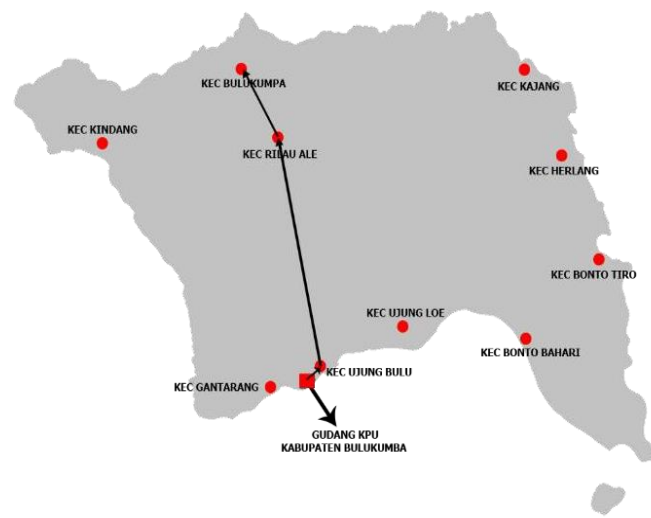 KEC BULUKUMPA
KEC KAJANG
KEC KINDANG
KEC RILAU ALE
KEC HERLANG
KEC BONTO TIRO
KEC UJUNG LOE
KEC BONTO BAHARI
KEC UJUNG BULU
KEC GANTARANG
GUDANG KPU
KABUPATEN BULUKUMBA